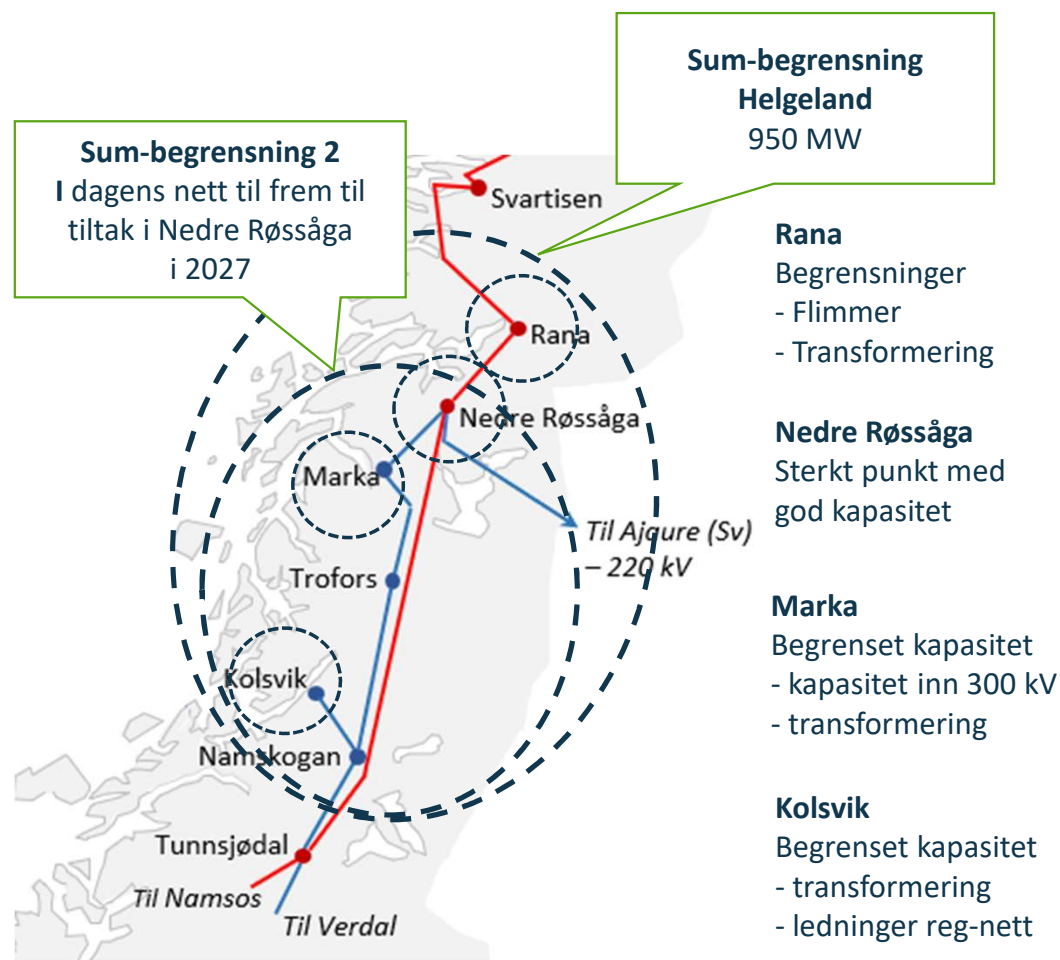 Sum-begrensning
Helgeland
950 MW
Sum-begrensning 2
I dagens nett til frem til
tiltak i Nedre Røssåga
i 2027
Svartisen
Rana
Nedre Røssåga
Marka
Til Ajaure (Sv)
– 220 kV
Trofors
Kolsvik
Namskogan
Tunnsjødal
Til Namsos
Til Verdal
Rana
Begrensninger
- Flimmer
- Transformering
Nedre Røssåga
Sterkt punkt med
god kapasitet
Marka
Begrenset kapasitet
- kapasitet inn 300 kV
- transformering
Kolsvik
Begrenset kapasitet
- transformering
- ledninger reg-nett